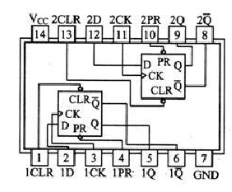 V_CC 2CLR 2D 2CK 2PR 2Q 2Q̅
14 13 12 11 10 9 8
PR
D Q
CK
CLR Q̅
CLR Q̅
CK
D PR Q
1 2 3 4 5 6 7
1CLR 1D 1CK 1PR 1Q 1Q̅ GND